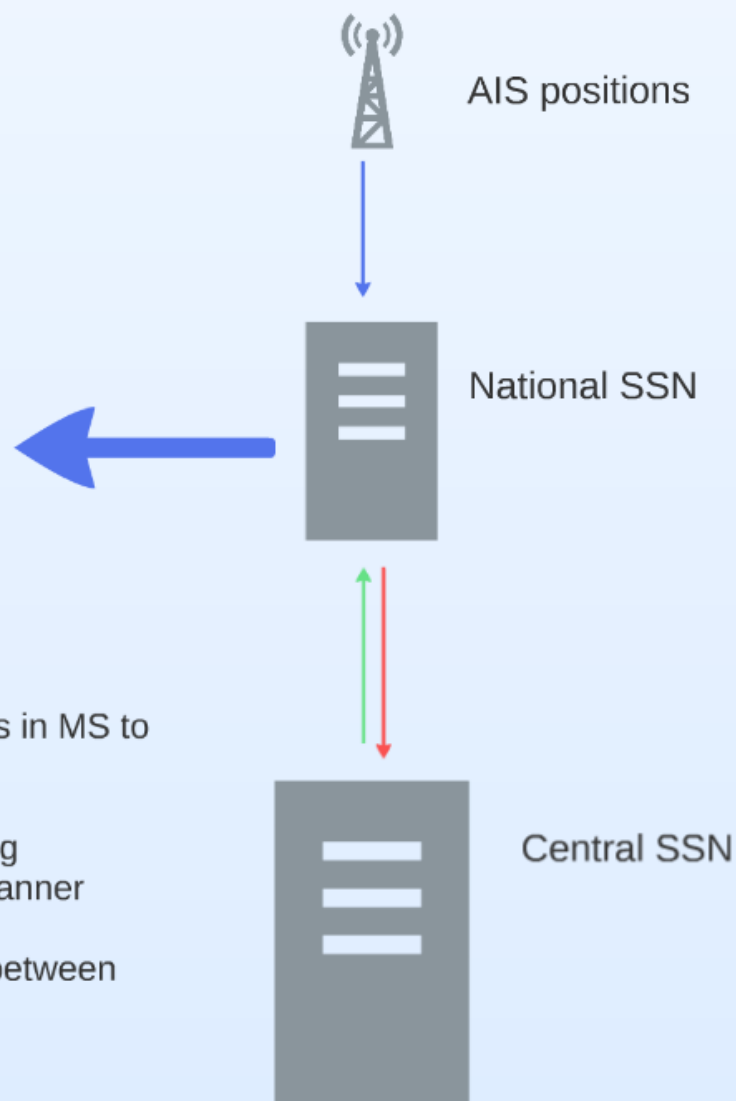 AIS positions
National SSN
s in MS to
Central SSN
g
anner
between